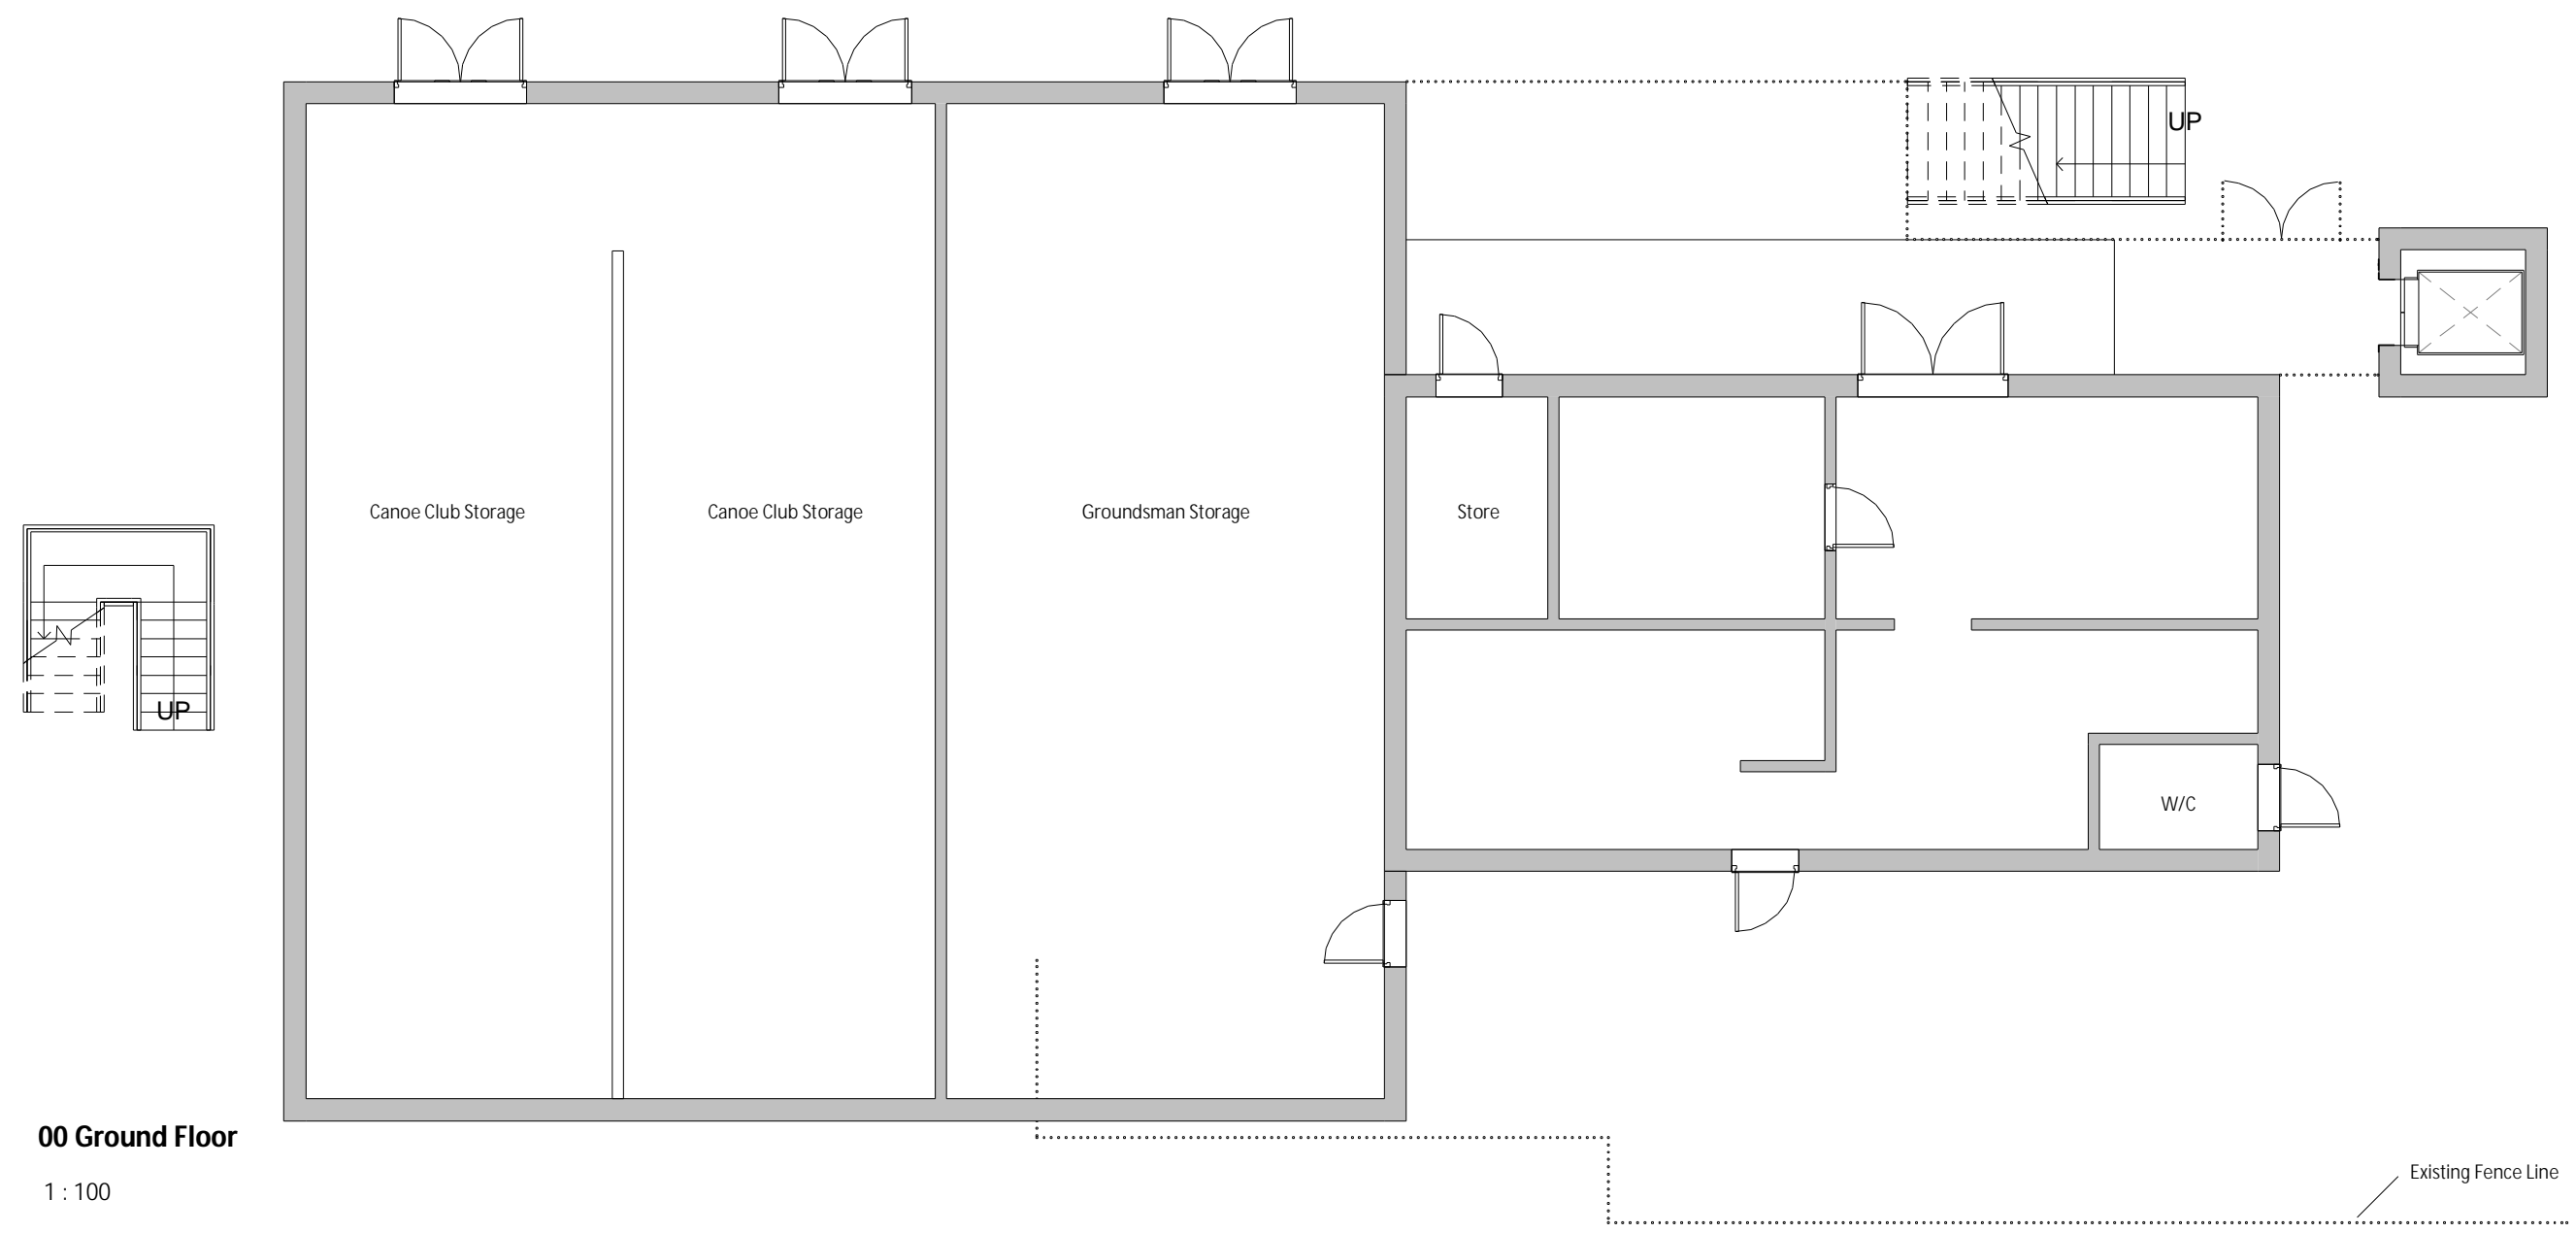 UP
Canoe Club Storage
Canoe Club Storage
Groundsman Storage
Store
UP
W/C
00 Ground Floor
1 : 100
Existing Fence Line